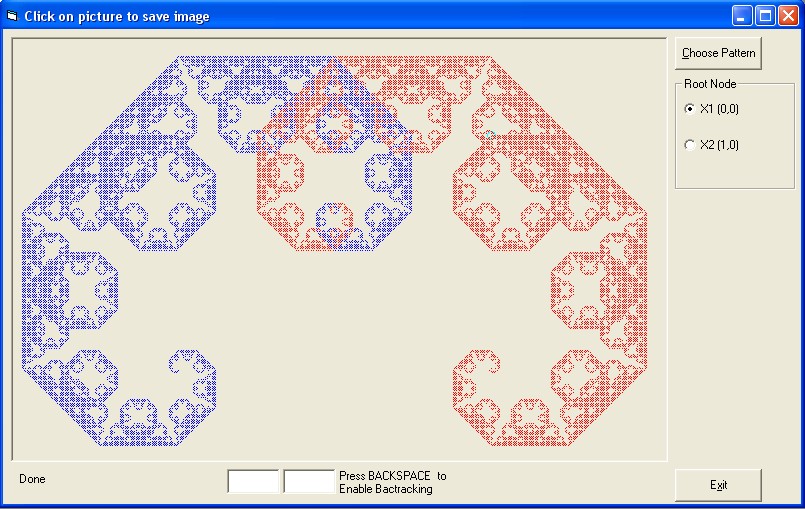 Click on picture to save image
Choose Pattern
Root Node
X1 (0,0)
X2 (1,0)
Done
Press BACKSPACE to
Enable Bactracking
Exit